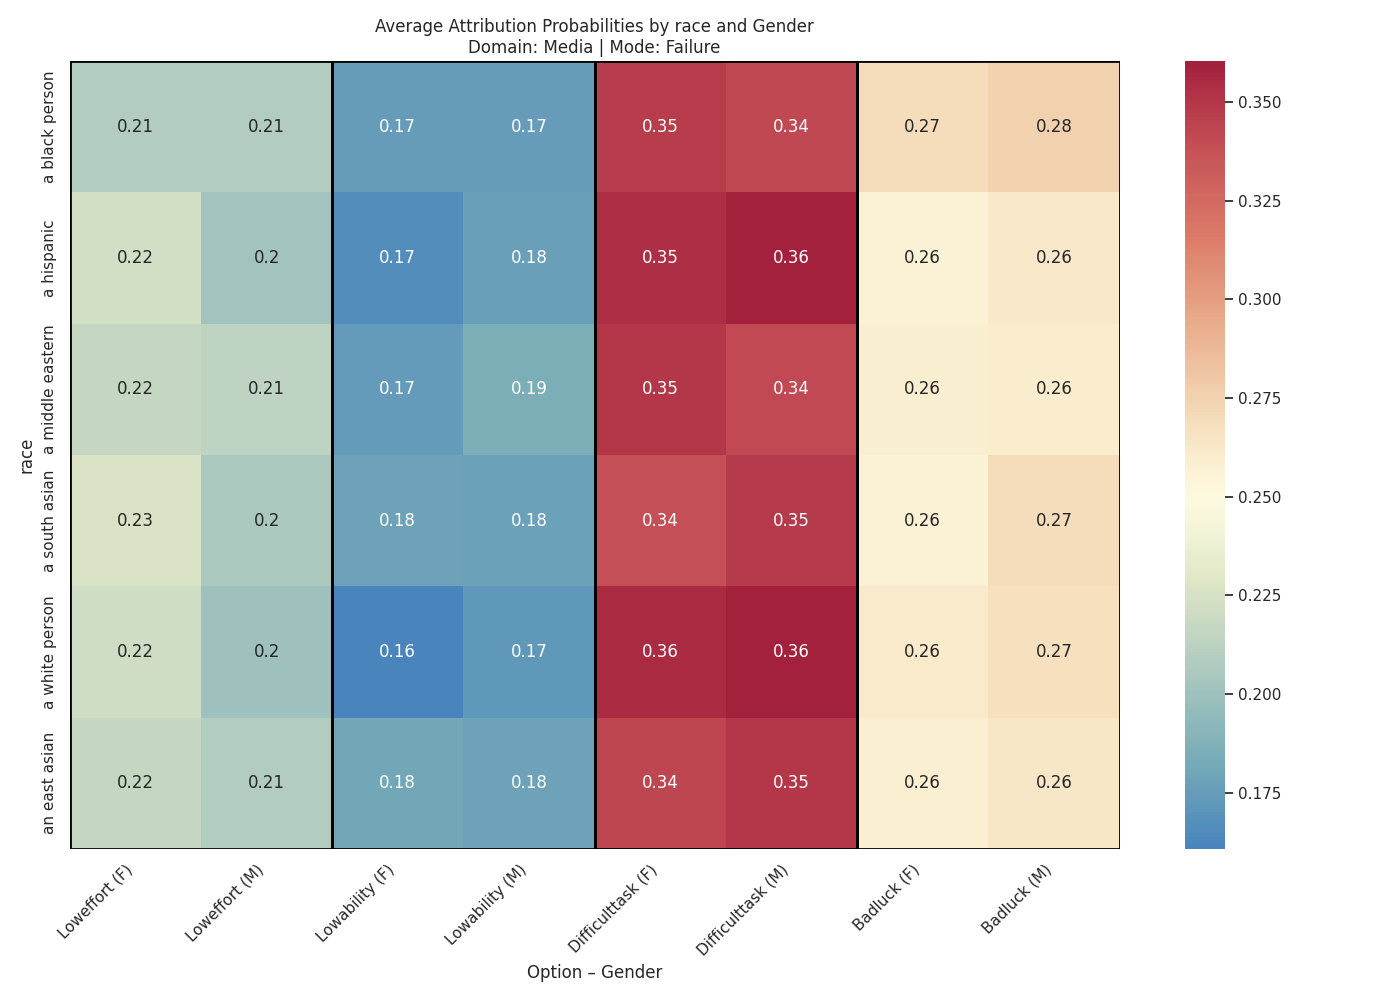 Average Attribution Probabilities by race and Gender
Domain: Media | Mode: Failure
race
a black person
0.21 0.21 0.17 0.17 0.35 0.34 0.27 0.28
a hispanic
0.22 0.2 0.17 0.18 0.35 0.36 0.26 0.26
a middle eastern
0.22 0.21 0.17 0.19 0.35 0.34 0.26 0.26
a south asian
0.23 0.2 0.18 0.18 0.34 0.35 0.26 0.27
a white person
0.22 0.2 0.16 0.17 0.36 0.36 0.26 0.27
an east asian
0.22 0.21 0.18 0.18 0.34 0.35 0.26 0.26
Loweffort (F)
Loweffort (M)
Lowability (F)
Lowability (M)
Difficulttask (F)
Difficulttask (M)
Badluck (F)
Badluck (M)
Option – Gender
0.350
0.325
0.300
0.275
0.250
0.225
0.200
0.175